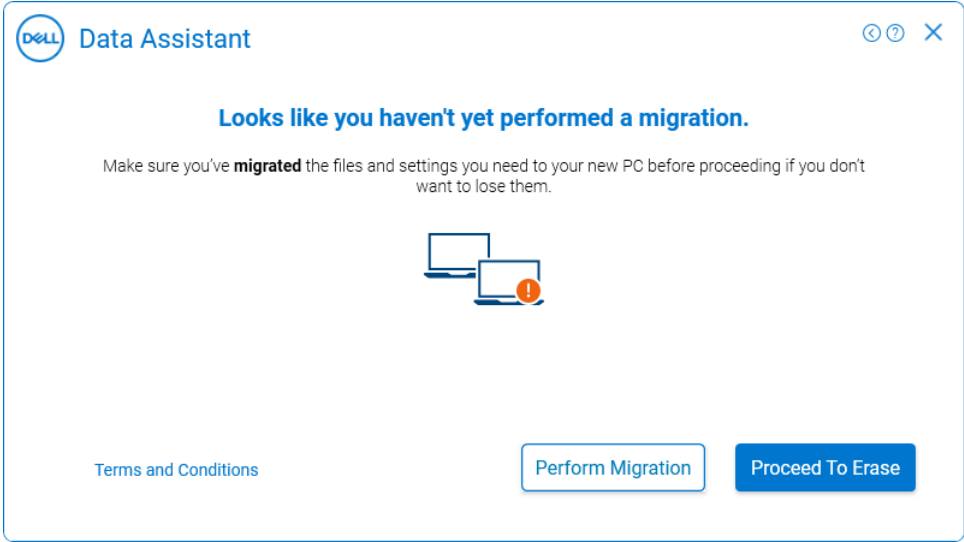 DELL Data Assistant
Looks like you haven't yet performed a migration.
Make sure you've migrated the files and settings you need to your new PC before proceeding if you don't
want to lose them.
Terms and Conditions
Perform Migration
Proceed To Erase